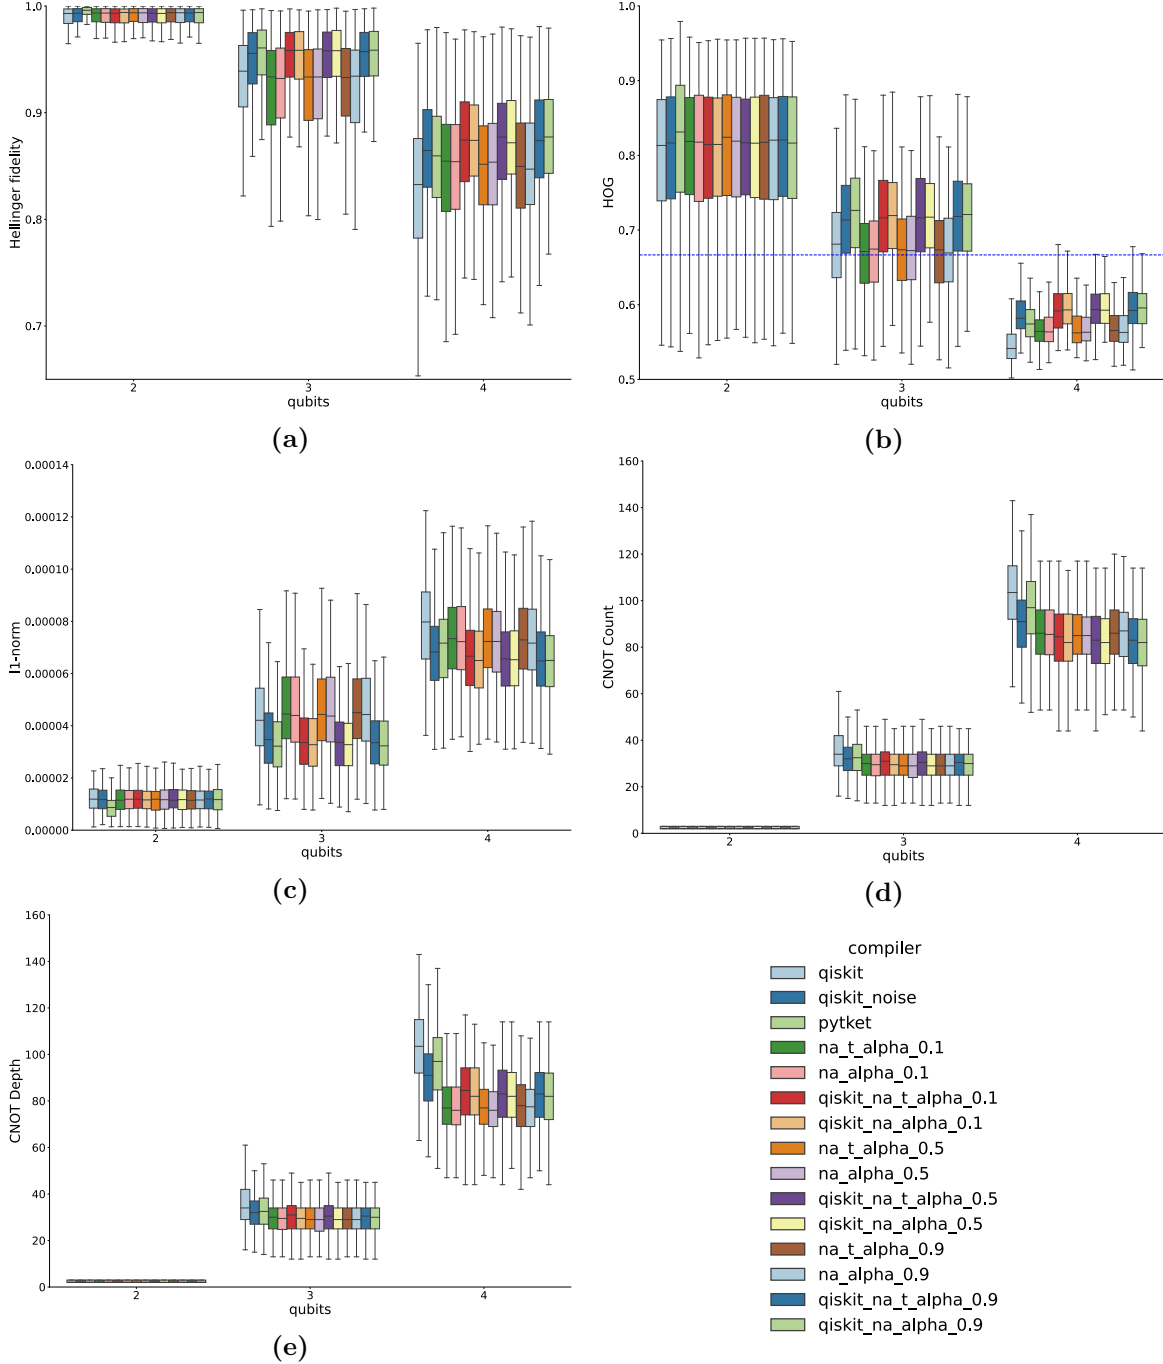 1.0
0.9
0.8
0.7
Hellinger fidelity
2
3
4
qubits
(a)
1.0
0.9
0.8
0.7
0.6
0.5
HOG
2
3
4
qubits
(b)
0.00014
0.00012
0.00010
0.00008
0.00006
0.00004
0.00002
0.00000
l1-norm
2
3
4
qubits
(c)
160
140
120
100
80
60
40
20
0
CNOT Count
2
3
4
qubits
(d)
160
140
120
100
80
60
40
20
0
CNOT Depth
2
3
4
qubits
(e)
compiler
qiskit
qiskit_noise
pytket
na_t_alpha_0.1
na_alpha_0.1
qiskit_na_t_alpha_0.1
qiskit_na_alpha_0.1
na_t_alpha_0.5
na_alpha_0.5
qiskit_na_t_alpha_0.5
qiskit_na_alpha_0.5
na_t_alpha_0.9
na_alpha_0.9
qiskit_na_t_alpha_0.9
qiskit_na_alpha_0.9